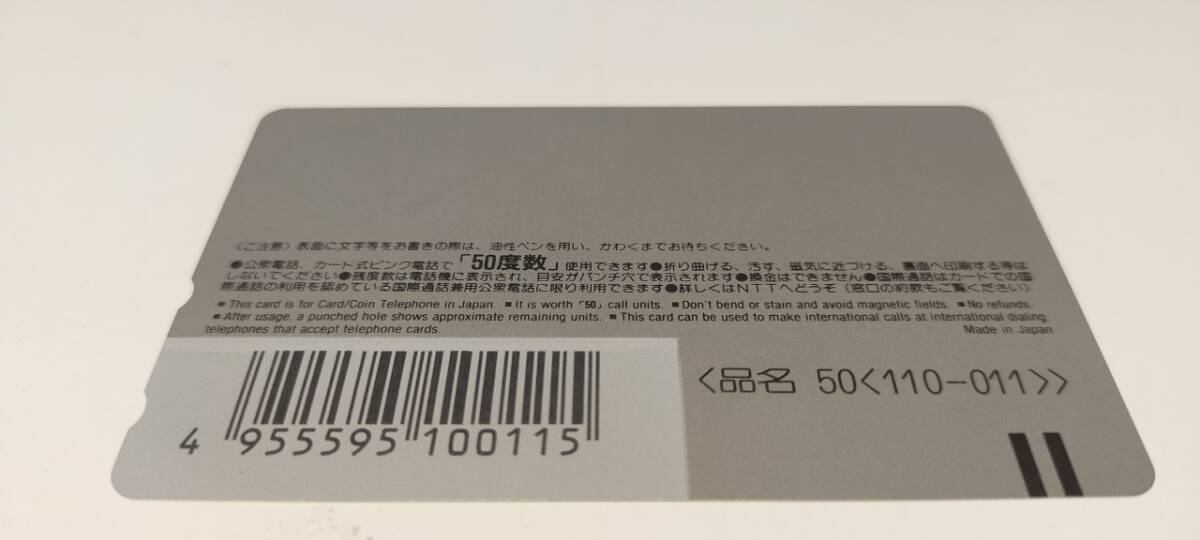 〈ご注意〉表面に文字等をお書きの際は、油性ペンを用い、かわくまでお待ちください。
●公衆電話、カード式ピンク電話で「50度数」使用できます●折り曲げる、汚す、磁気に近づける、裏面へ印刷する等は
しないでください●残度数は電話機に表示され、目安がパンチ穴で表示されます●換金はできません●国際通話はカードでの国
際通話の利用を認めている国際通話兼用公衆電話に限り利用できます●詳しくはNTTへどうぞ(窓口の約款もご覧ください)
■ This card is for Card/Coin Telephone in Japan. ■ It is worth「50」call units. ■ Don't bend or stain and avoid magnetic fields. ■ No refunds.
■ After usage, a punched hole shows approximate remaining units. ■ This card can be used to make international calls at international dialing
telephones that accept telephone cards. Made in Japan
〈品名 50〈110-011〉〉
4 955595 100115